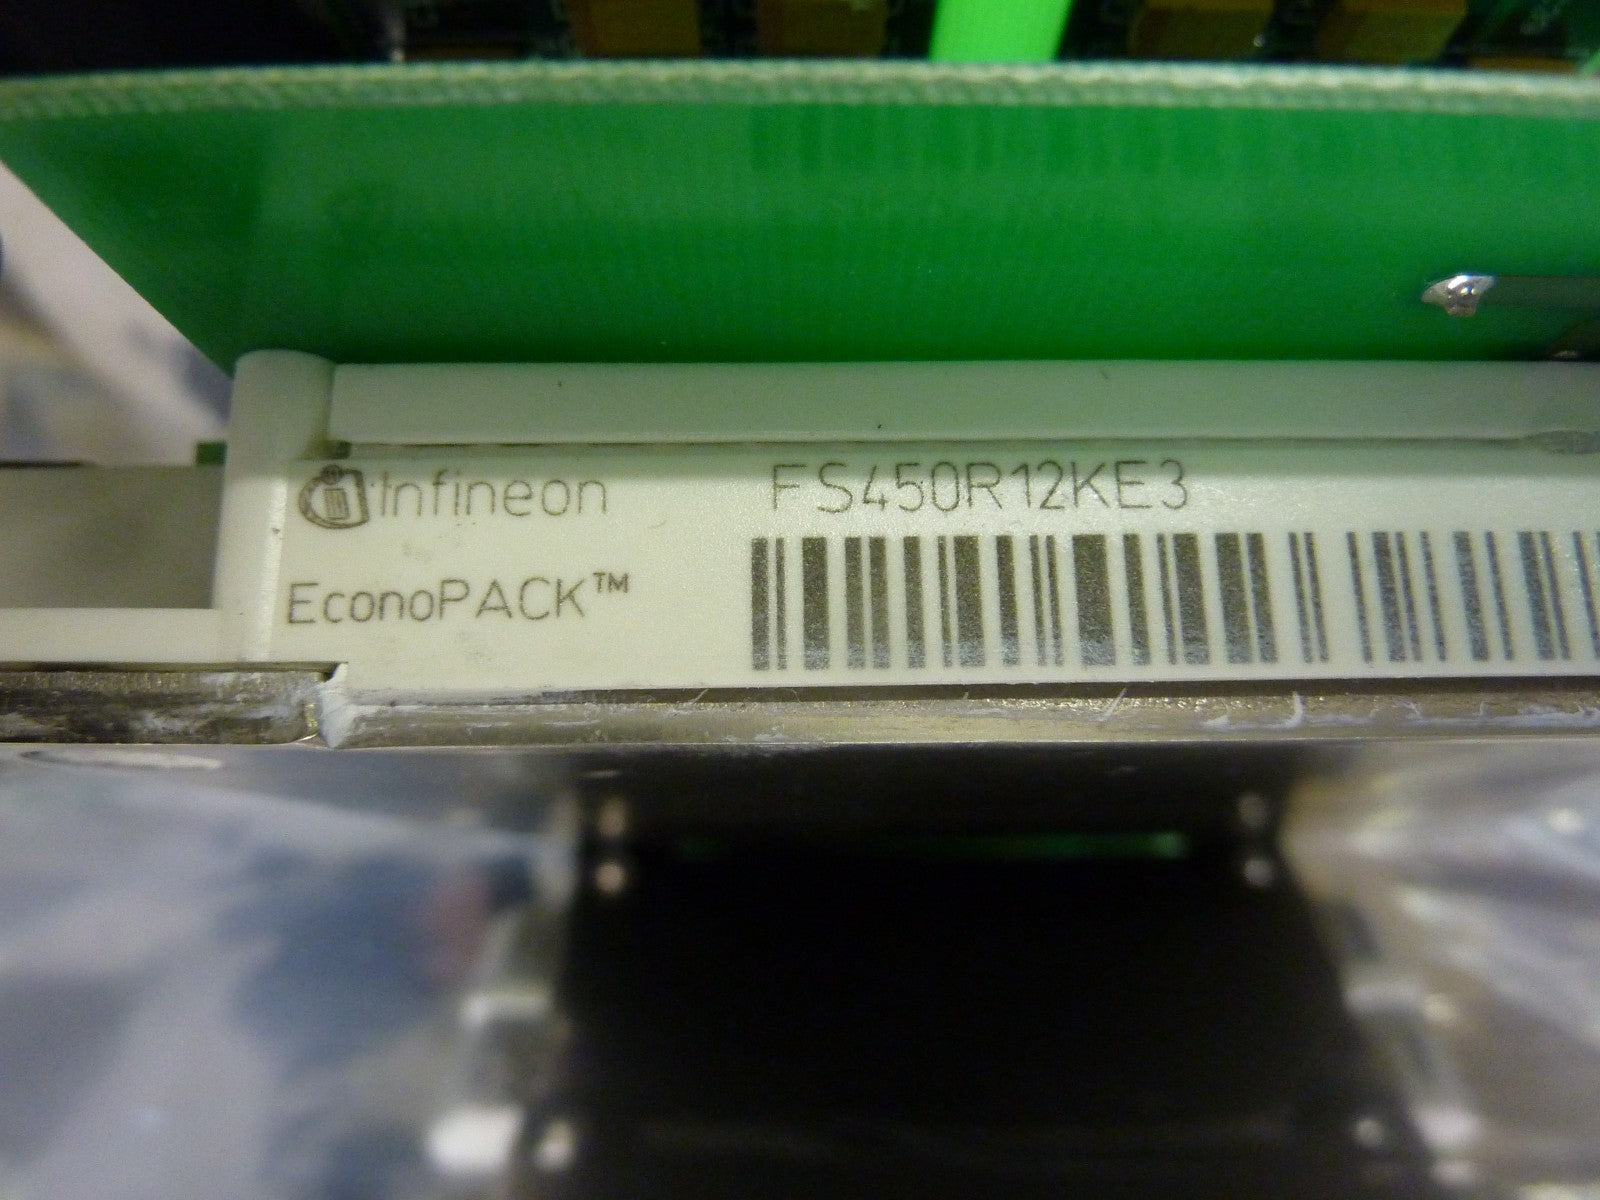 Infineon
FS450R12KE3
EconoPACK™